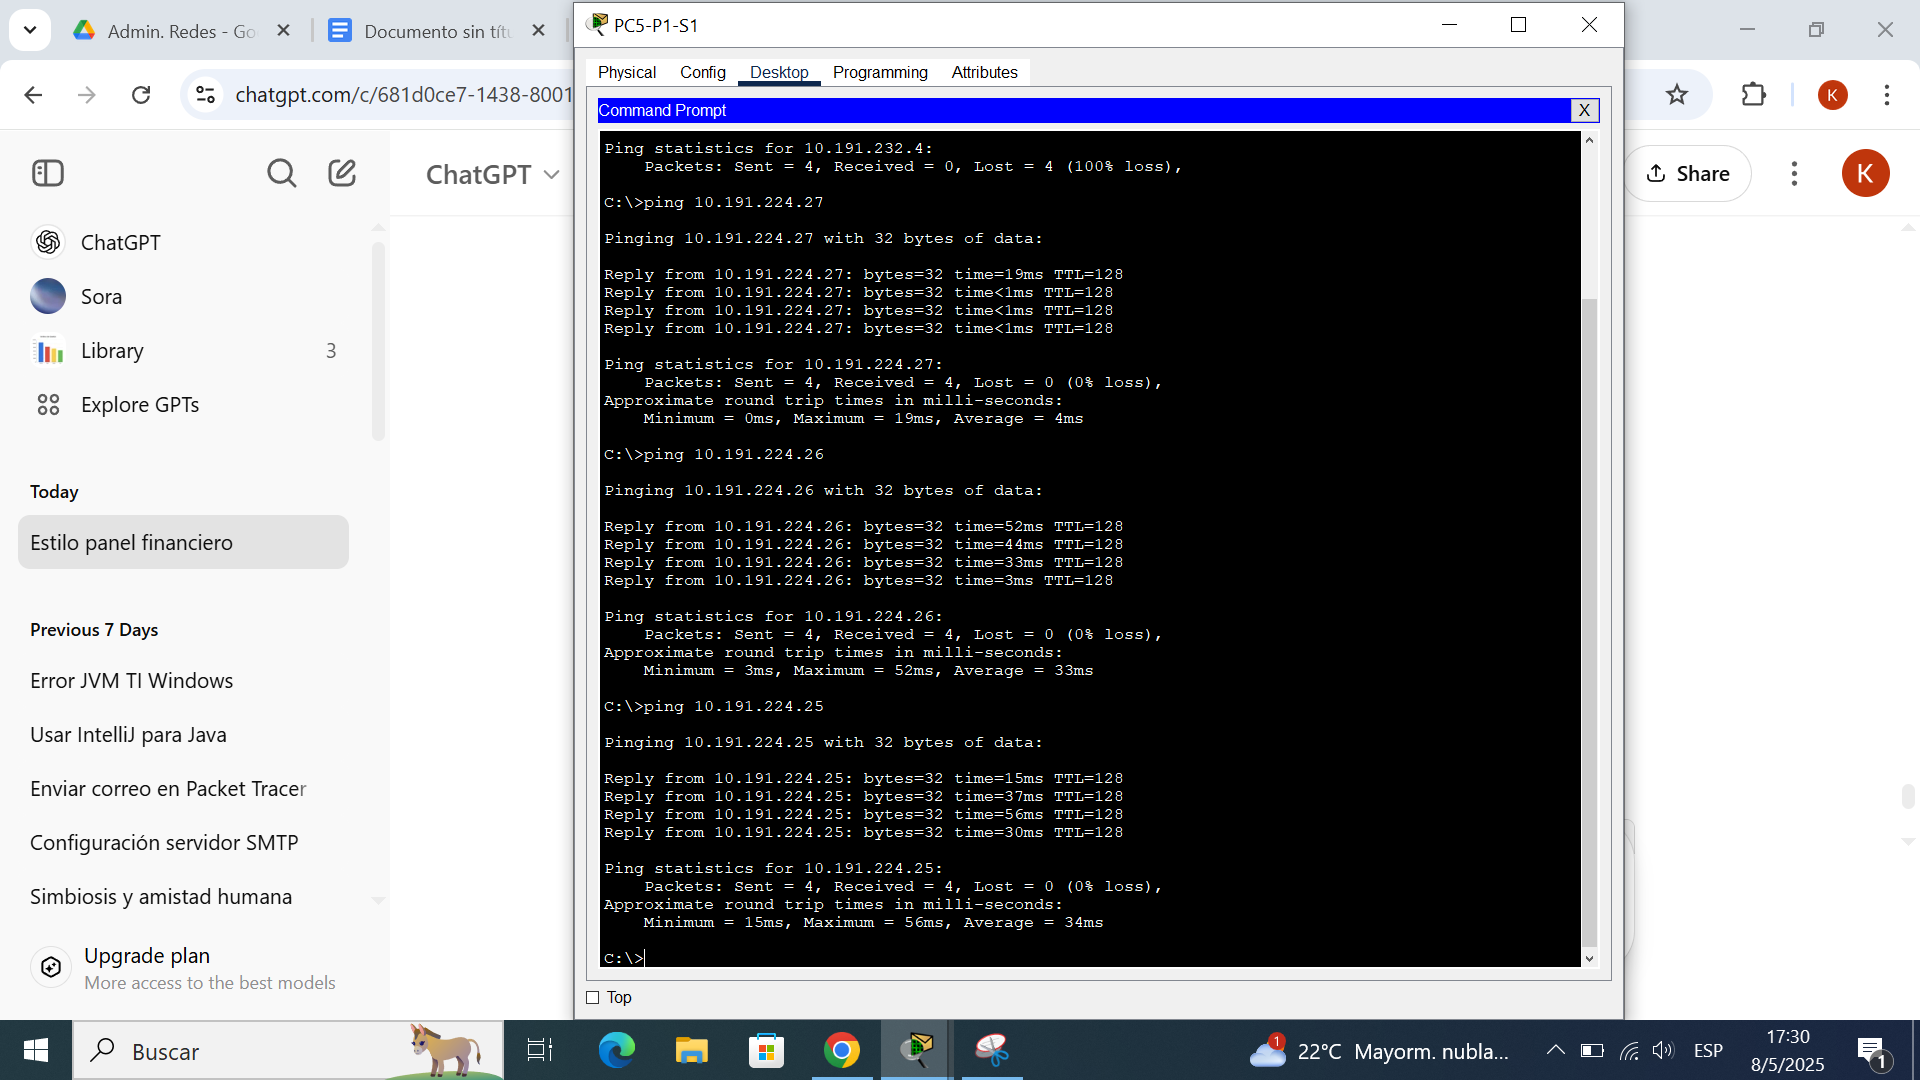 Admin. Redes - Go
Documento sin títu
chatgpt.com/c/681d0ce7-1438-8001
K
ChatGPT
Share
K
ChatGPT
Sora
Library 3
Explore GPTs
Today
Estilo panel financiero
Previous 7 Days
Error JVM TI Windows
Usar IntelliJ para Java
Enviar correo en Packet Tracer
Configuración servidor SMTP
Simbiosis y amistad humana
Upgrade plan
More access to the best models
PC5-P1-S1
Physical Config Desktop Programming Attributes
Command Prompt X
Ping statistics for 10.191.232.4:
Packets: Sent = 4, Received = 0, Lost = 4 (100% loss),
C:\>ping 10.191.224.27
Pinging 10.191.224.27 with 32 bytes of data:
Reply from 10.191.224.27: bytes=32 time=19ms TTL=128
Reply from 10.191.224.27: bytes=32 time<1ms TTL=128
Reply from 10.191.224.27: bytes=32 time<1ms TTL=128
Reply from 10.191.224.27: bytes=32 time<1ms TTL=128
Ping statistics for 10.191.224.27:
Packets: Sent = 4, Received = 4, Lost = 0 (0% loss),
Approximate round trip times in milli-seconds:
Minimum = 0ms, Maximum = 19ms, Average = 4ms
C:\>ping 10.191.224.26
Pinging 10.191.224.26 with 32 bytes of data:
Reply from 10.191.224.26: bytes=32 time=52ms TTL=128
Reply from 10.191.224.26: bytes=32 time=44ms TTL=128
Reply from 10.191.224.26: bytes=32 time=33ms TTL=128
Reply from 10.191.224.26: bytes=32 time=3ms TTL=128
Ping statistics for 10.191.224.26:
Packets: Sent = 4, Received = 4, Lost = 0 (0% loss),
Approximate round trip times in milli-seconds:
Minimum = 3ms, Maximum = 52ms, Average = 33ms
C:\>ping 10.191.224.25
Pinging 10.191.224.25 with 32 bytes of data:
Reply from 10.191.224.25: bytes=32 time=15ms TTL=128
Reply from 10.191.224.25: bytes=32 time=37ms TTL=128
Reply from 10.191.224.25: bytes=32 time=56ms TTL=128
Reply from 10.191.224.25: bytes=32 time=30ms TTL=128
Ping statistics for 10.191.224.25:
Packets: Sent = 4, Received = 4, Lost = 0 (0% loss),
Approximate round trip times in milli-seconds:
Minimum = 15ms, Maximum = 56ms, Average = 34ms
C:\>
Top
Buscar
1
22°C Mayorm. nubla...
ESP
17:30
8/5/2025
1